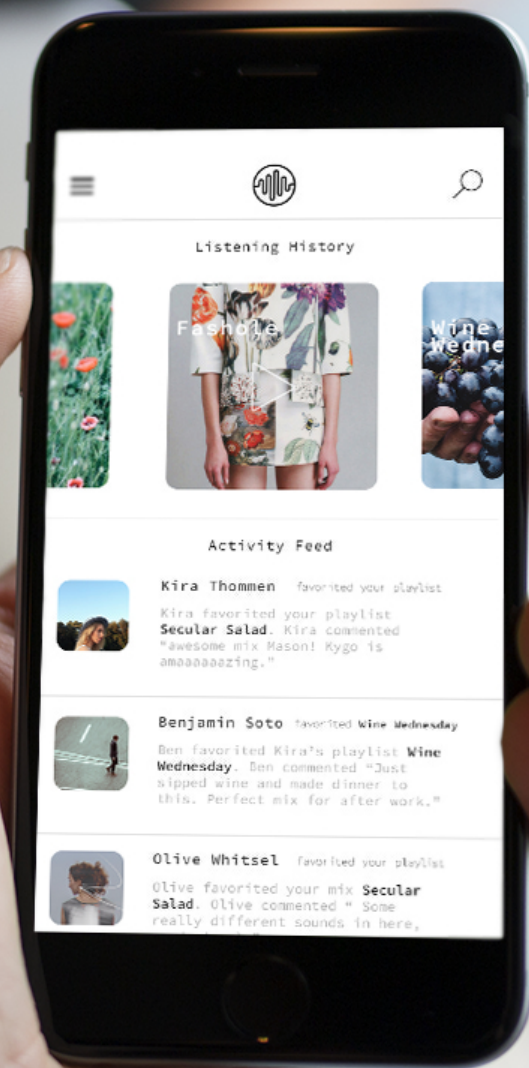 Listening History
Fashole
Wine
Wedne
Activity Feed
Kira Thommen favorited your playlist
Kira favorited your playlist
Secular Salad. Kira commented
“awesome mix Mason! Kygo is
amaaaaaazing.”
Benjamin Soto favorited Wine Wednesday
Ben favorited Kira’s playlist Wine
Wednesday. Ben commented “Just
sipped wine and made dinner to
this. Perfect mix for after work.”
Olive Whitsel favorited your playlist
Olive favorited your mix Secular
Salad. Olive commented “ Some
really different sounds in here,